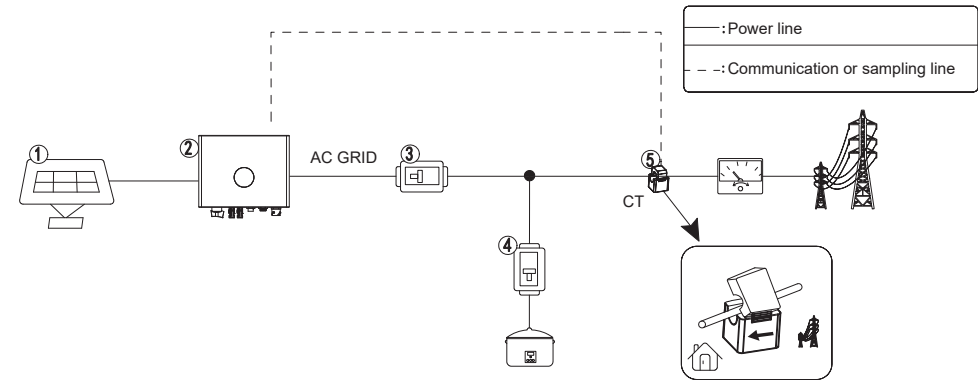 —:Power line
– – –:Communication or sampling line
①
②
AC GRID
③
⑤
CT
④